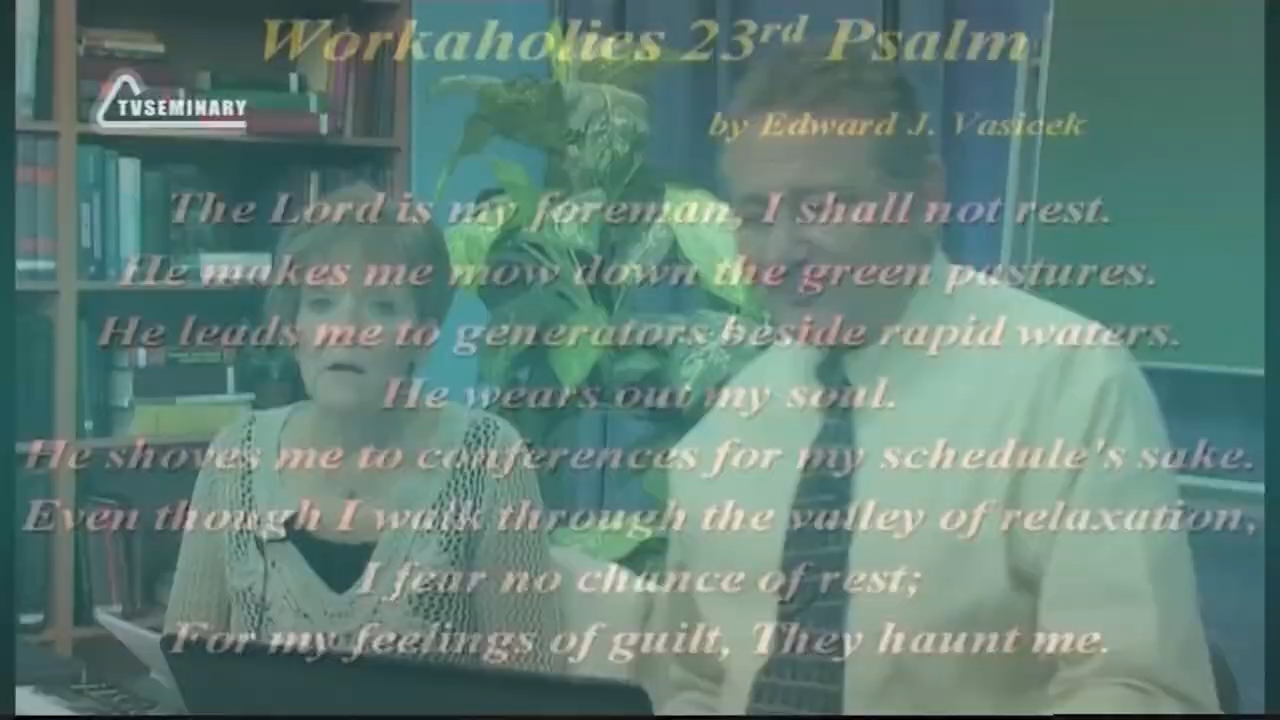 Workaholics 23rd Psalm
TVSEMINARY
by Edward J. Vasicek
The Lord is my foreman, I shall not rest.
He makes me mow down the green pastures.
He leads me to generators beside rapid waters.
He wears out my soul.
He shoves me to conferences for my schedule's sake.
Even though I walk through the valley of relaxation,
I fear no chance of rest;
For my feelings of guilt, They haunt me.